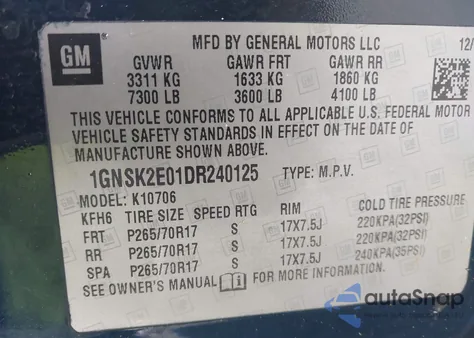 GM
MFD BY GENERAL MOTORS LLC 12/
GVWR GAWR FRT GAWR RR
3311 KG 1633 KG 1860 KG
7300 LB 3600 LB 4100 LB
THIS VEHICLE CONFORMS TO ALL APPLICABLE U.S. FEDERAL MOTOR
VEHICLE SAFETY STANDARDS IN EFFECT ON THE DATE OF
MANUFACTURE SHOWN ABOVE.
1GNSK2E01DR240125 TYPE: M.P.V.
MODEL: K10706
KFH6 TIRE SIZE SPEED RTG RIM COLD TIRE PRESSURE
FRT P265/70R17 S 17X7.5J 220KPA(32PSI)
RR P265/70R17 S 17X7.5J 220KPA(32PSI)
SPA P265/70R17 S 17X7.5J 240KPA(35PSI)
SEE OWNER'S MANUAL FOR MORE INFORMATION
autoSnap